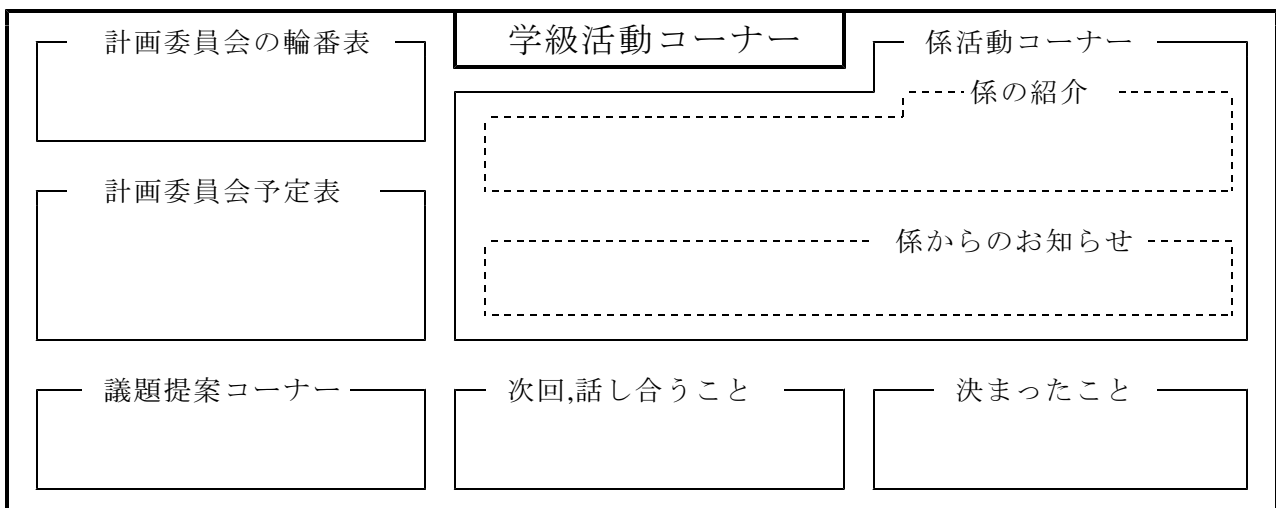 計画委員会の輪番表
学級活動コーナー
係活動コーナー
係の紹介
計画委員会予定表
係からのお知らせ
議題提案コーナー
次回,話し合うこと
決まったこと